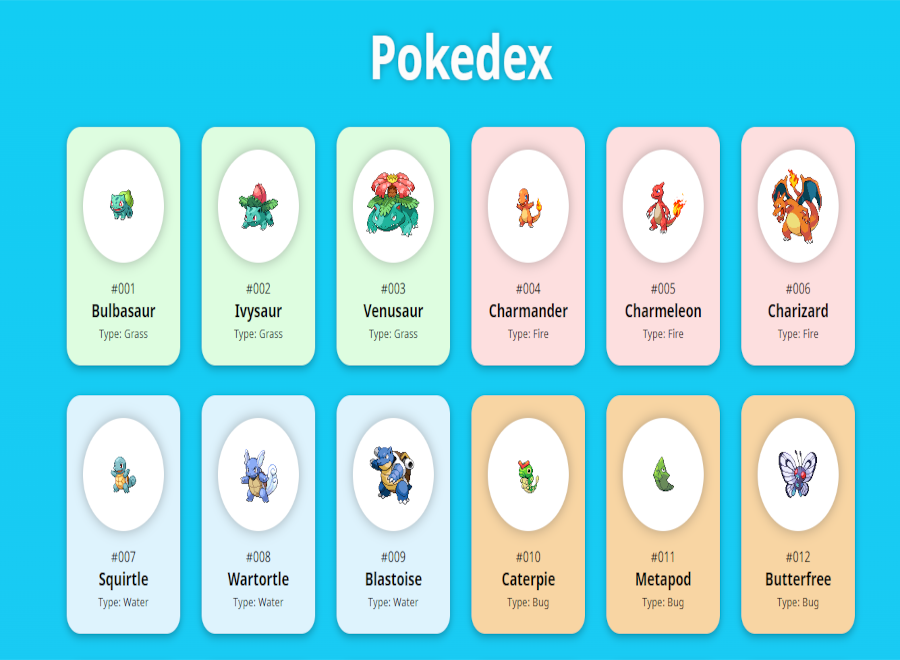 Pokedex
#001
Bulbasaur
Type: Grass
#002
Ivysaur
Type: Grass
#003
Venusaur
Type: Grass
#004
Charmander
Type: Fire
#005
Charmeleon
Type: Fire
#006
Charizard
Type: Fire
#007
Squirtle
Type: Water
#008
Wartortle
Type: Water
#009
Blastoise
Type: Water
#010
Caterpie
Type: Bug
#011
Metapod
Type: Bug
#012
Butterfree
Type: Bug